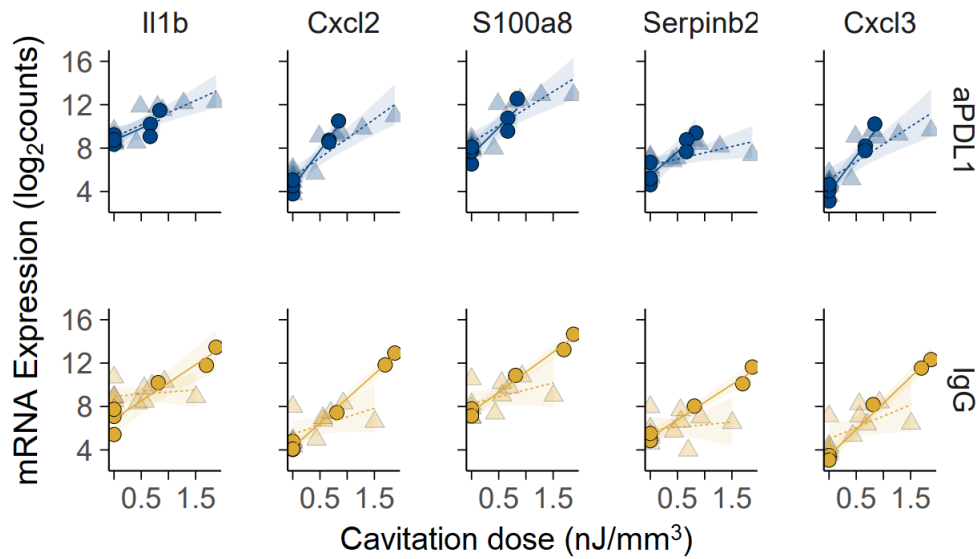 Il1b Cxcl2 S100a8 Serpinb2 Cxcl3
mRNA Expression (log2counts)
16
12
8
4
aPDL1
16
12
8
4
IgG
0.5 1.5 0.5 1.5 0.5 1.5 0.5 1.5 0.5 1.5
Cavitation dose (nJ/mm³)